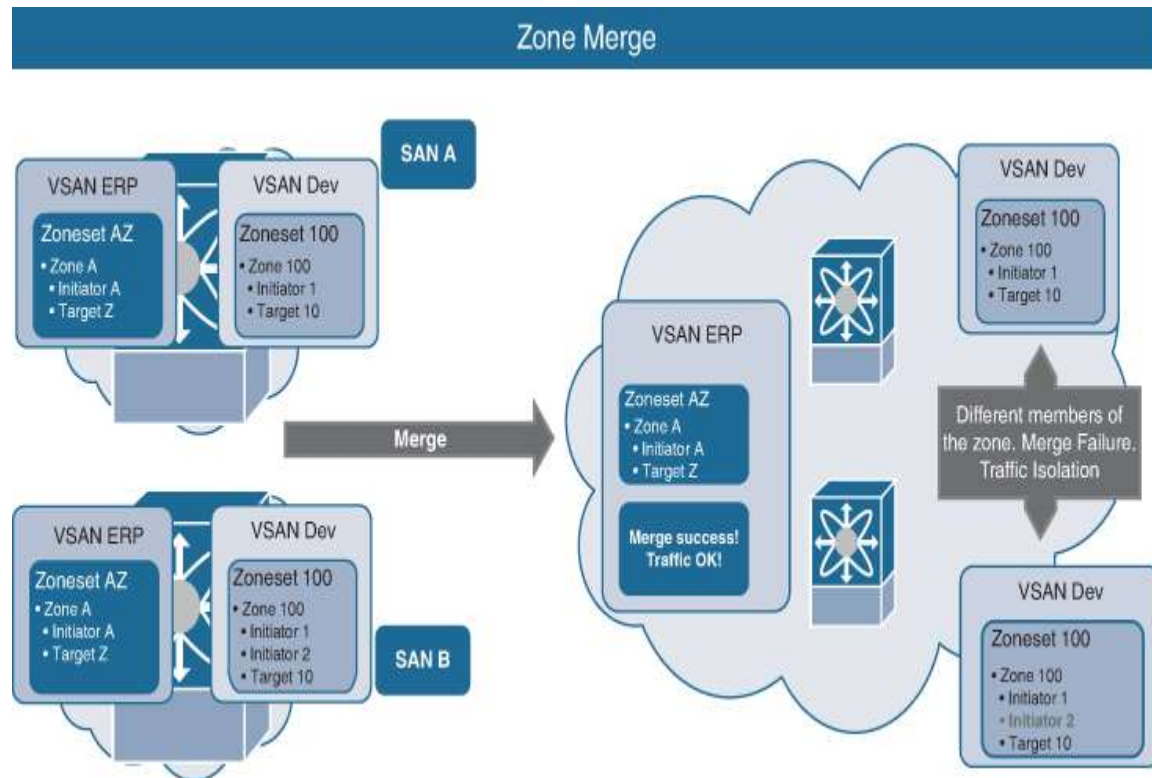 Zone Merge
SAN A
VSAN ERP
Zoneset AZ
• Zone A
• Initiator A
• Target Z
VSAN Dev
Zoneset 100
• Zone 100
• Initiator 1
• Target 10
Merge
VSAN ERP
Zoneset AZ
• Zone A
• Initiator A
• Target Z
VSAN Dev
Zoneset 100
• Zone 100
• Initiator 1
• Initiator 2
• Target 10
SAN B
VSAN ERP
Zoneset AZ
• Zone A
• Initiator A
• Target Z
Merge success!
Traffic OK!
VSAN Dev
Zoneset 100
• Zone 100
• Initiator 1
• Target 10
Different members of
the zone. Merge Failure.
Traffic Isolation
VSAN Dev
Zoneset 100
• Zone 100
• Initiator 1
• Initiator 2
• Target 10